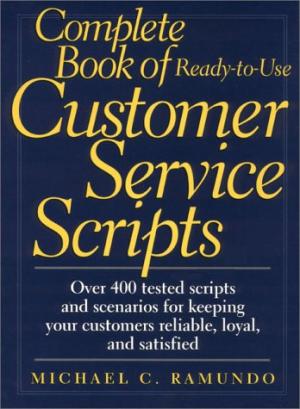 Complete
Book of Ready-to-Use
Customer
Service
Scripts
Over 400 tested scripts
and scenarios for keeping
your customers reliable, loyal,
and satisfied
MICHAEL C. RAMUNDO